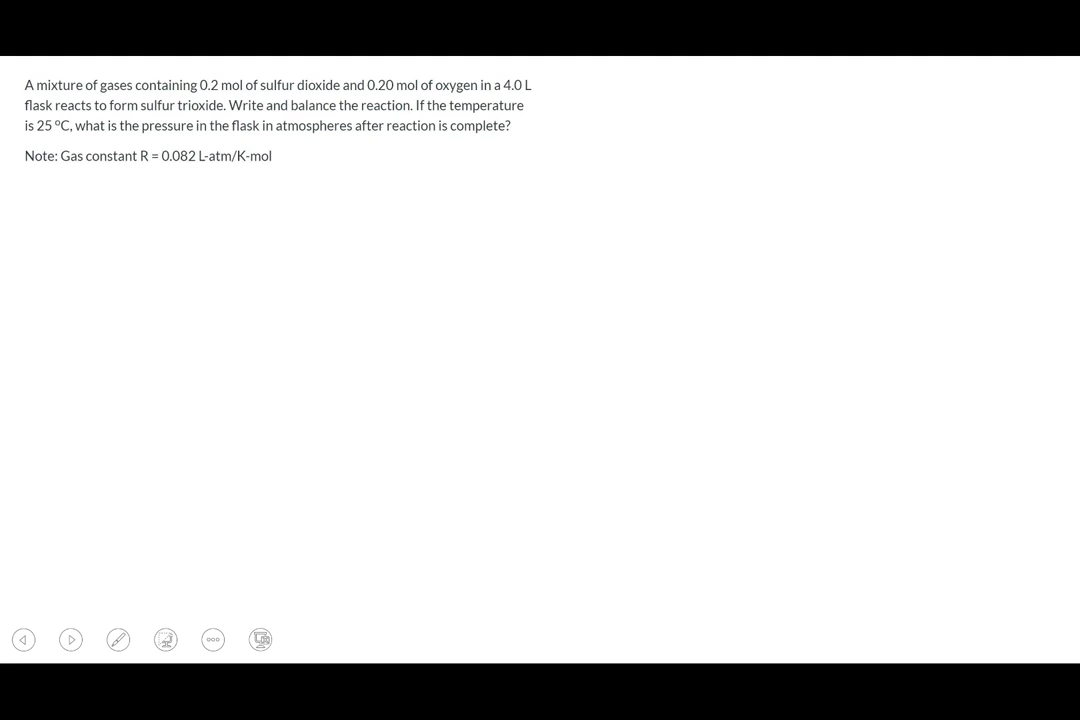 A mixture of gases containing 0.2 mol of sulfur dioxide and 0.20 mol of oxygen in a 4.0 L
flask reacts to form sulfur trioxide. Write and balance the reaction. If the temperature
is 25 ºC, what is the pressure in the flask in atmospheres after reaction is complete?
Note: Gas constant R = 0.082 L-atm/K-mol